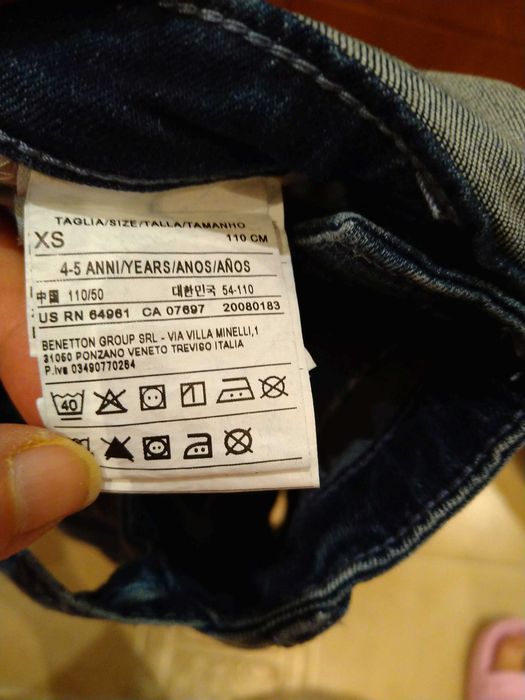 TAGLIA/SIZE/TALLA/TAMANHO
XS 110 CM
4-5 ANNI/YEARS/ANOS/AÑOS
中国 110/50 대한민국 54-110
US RN 64961 CA 07697 20080183
BENETTON GROUP SRL - VIA VILLA MINELLI,1
31050 PONZANO VENETO TREVISO ITALIA
P.iva 03490770264
40